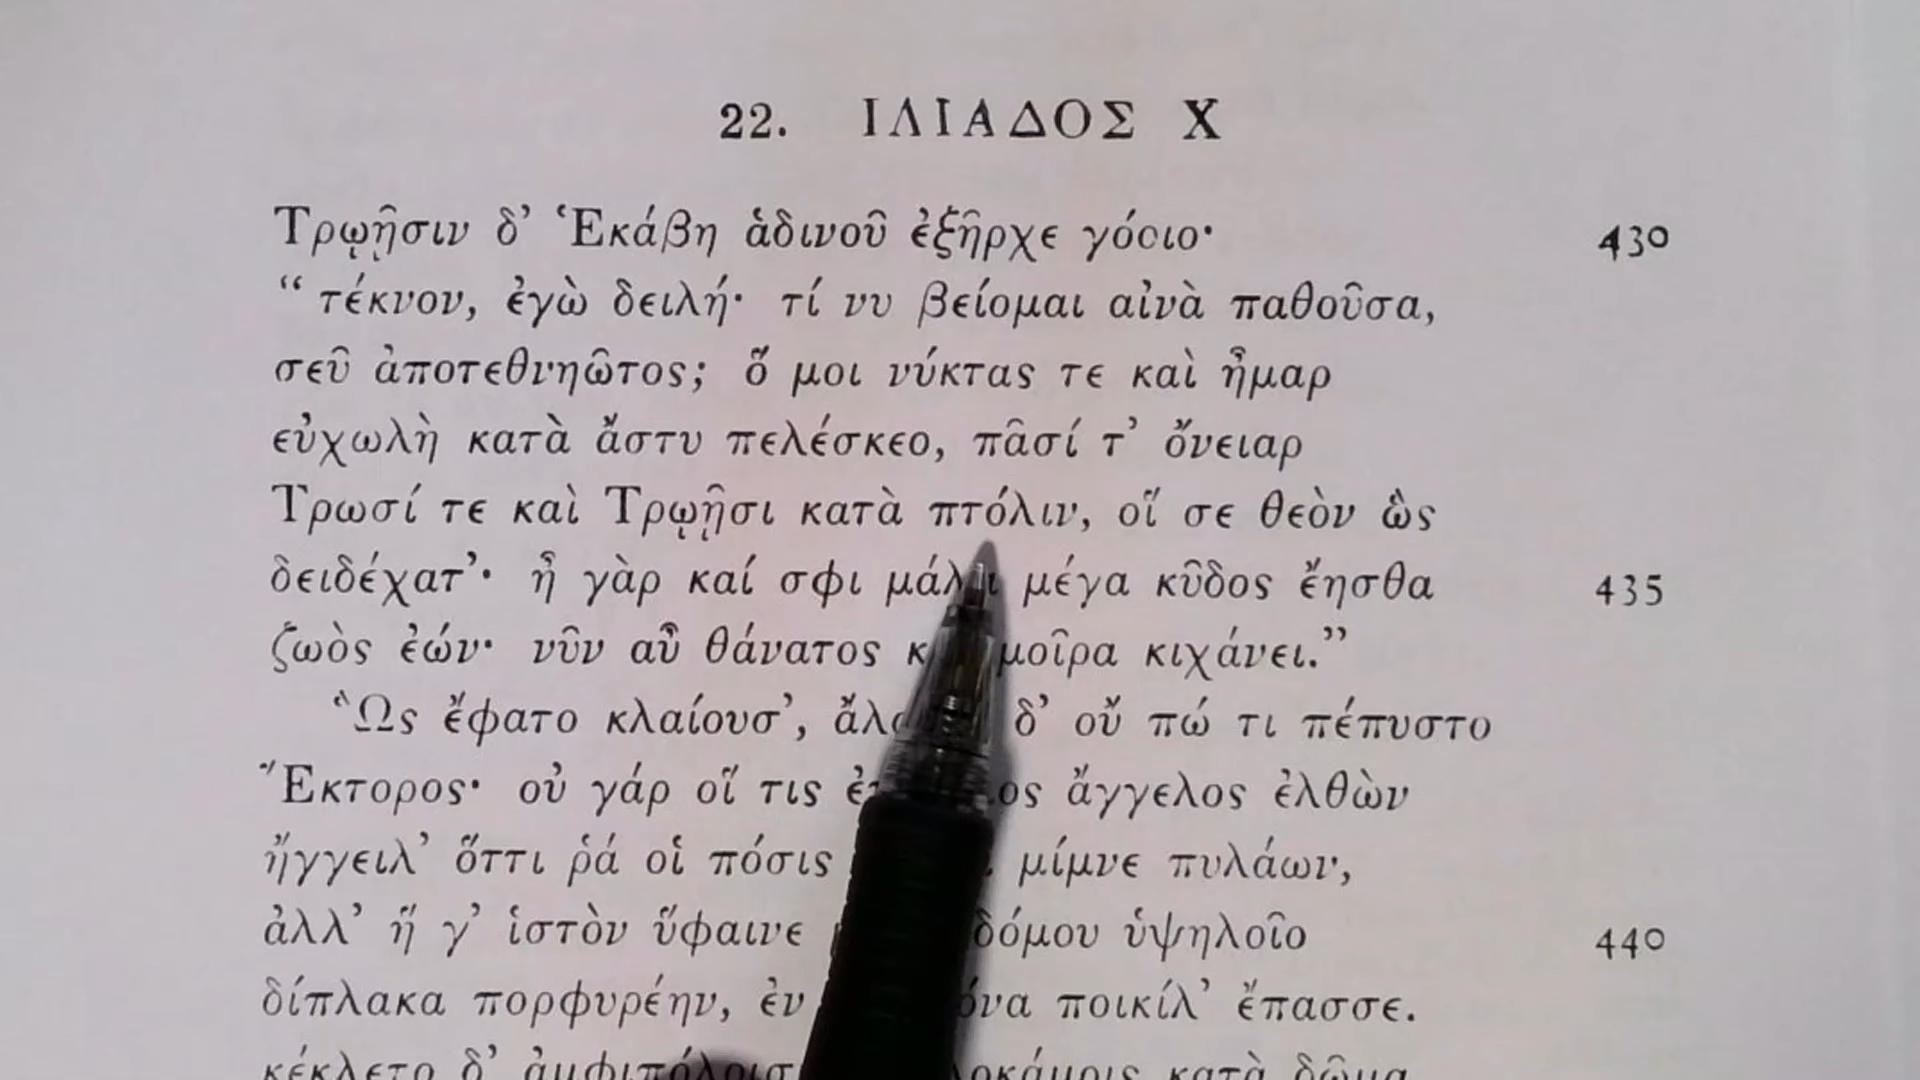 22. ΙΛΙΑΔΟΣ Χ
Τρῳῇσιν δ’ Ἑκάβη ἁδινοῦ ἐξῆρχε γόοιο· 430
“ τέκνον, ἐγὼ δειλή· τί νυ βείομαι αἰνὰ παθοῦσα,
σεῦ ἀποτεθνηῶτος; ὅ μοι νύκτας τε καὶ ἦμαρ
εὐχωλὴ κατὰ ἄστυ πελέσκεο, πᾶσί τ’ ὄνειαρ
Τρωσί τε καὶ Τρῳῇσι κατὰ πτόλιν, οἵ σε θεὸν ὣς
δειδέχατ’· ἦ γὰρ καί σφι μάλα μέγα κῦδος ἔησθα 435
ζωὸς ἐών· νῦν αὖ θάνατος μοῖρα κιχάνει.”
Ὣς ἔφατο κλαίουσ’, δ’ οὔ πώ τι πέπυστο
Ἕκτορος· οὐ γάρ οἵ τις ἄγγελος ἐλθὼν
ἤγγειλ’ ὅττι ῥά οἱ πόσις μίμνε πυλάων,
ἀλλ’ ἥ γ’ ἱστὸν ὕφαινε δόμου ὑψηλοῖο 440
δίπλακα πορφυρέην, ἐν ποικίλ’ ἔπασσε.
κέκλετο δ’ κατὰ δῶμα